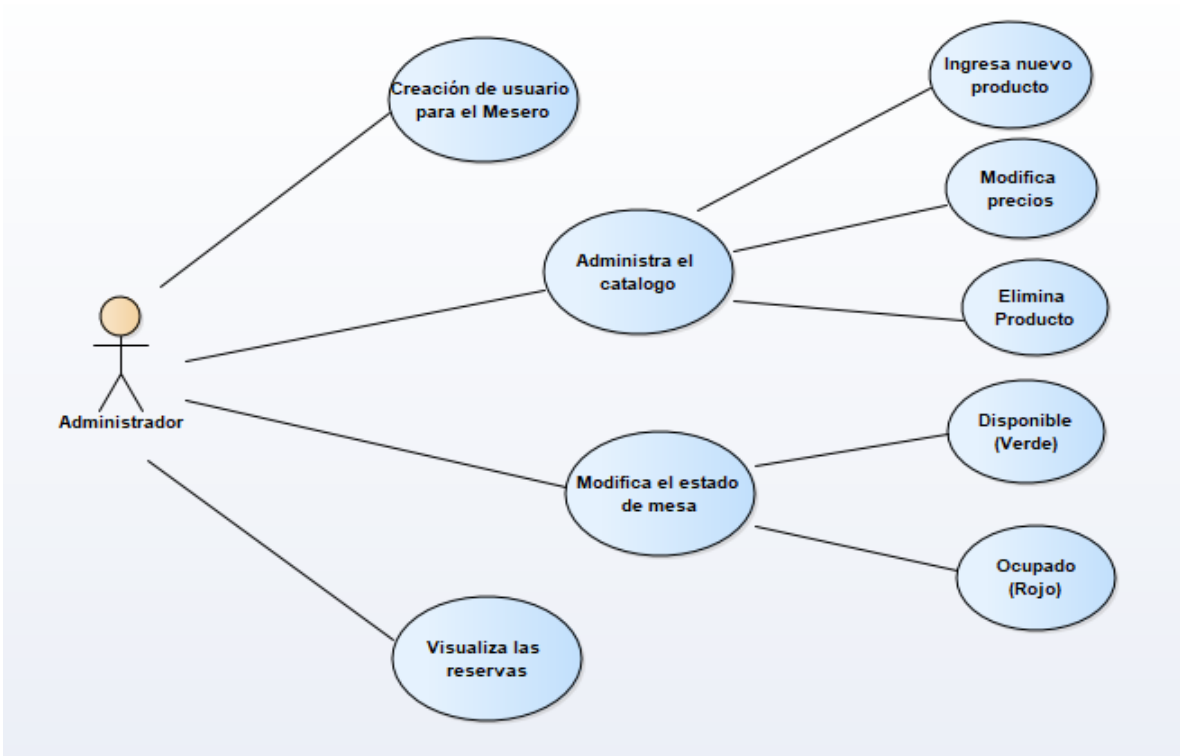 Creación de usuario
para el Mesero
Ingresa nuevo
producto
Modifica
precios
Administra el
catalogo
Elimina
Producto
Administrador
Disponible
(Verde)
Modifica el estado
de mesa
Ocupado
(Rojo)
Visualiza las
reservas